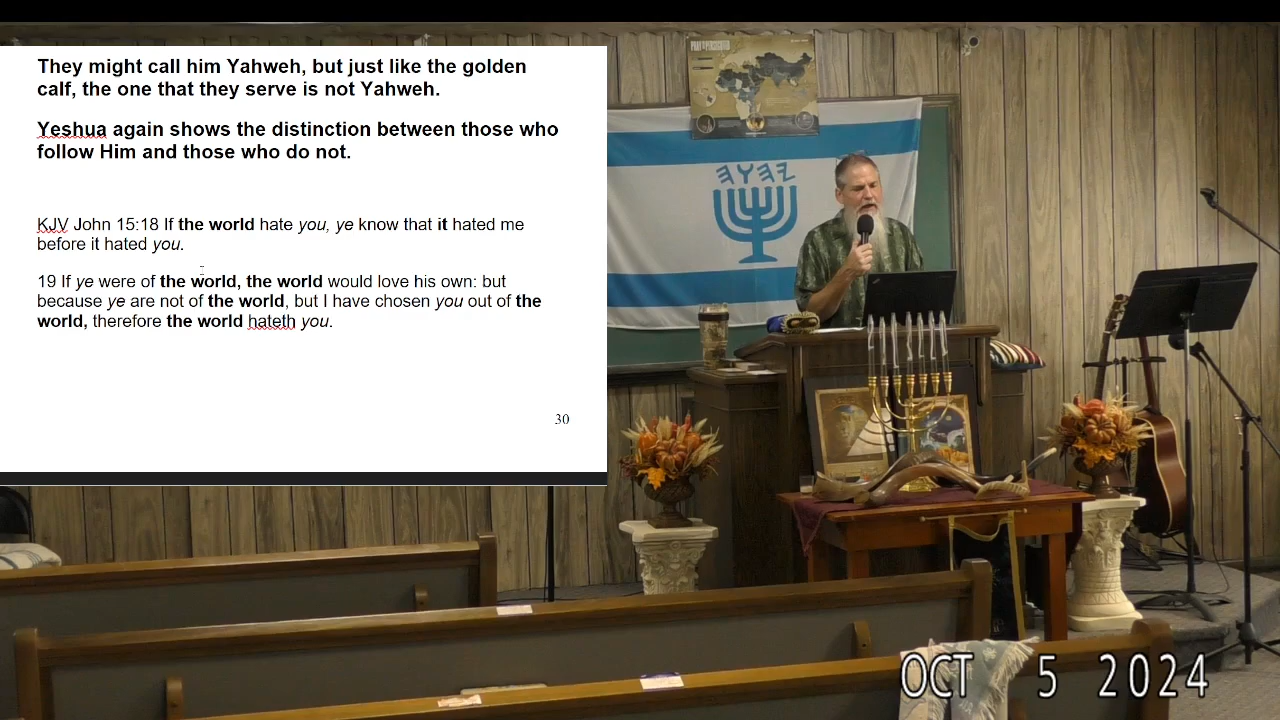 They might call him Yahweh, but just like the golden
calf, the one that they serve is not Yahweh.
Yeshua again shows the distinction between those who
follow Him and those who do not.
KJV John 15:18 If the world hate you, ye know that it hated me
before it hated you.
19 If ye were of the world, the world would love his own: but
because ye are not of the world, but I have chosen you out of the
world, therefore the world hateth you.
30
𐤉𐤄𐤅𐤄
OCT 5 2024